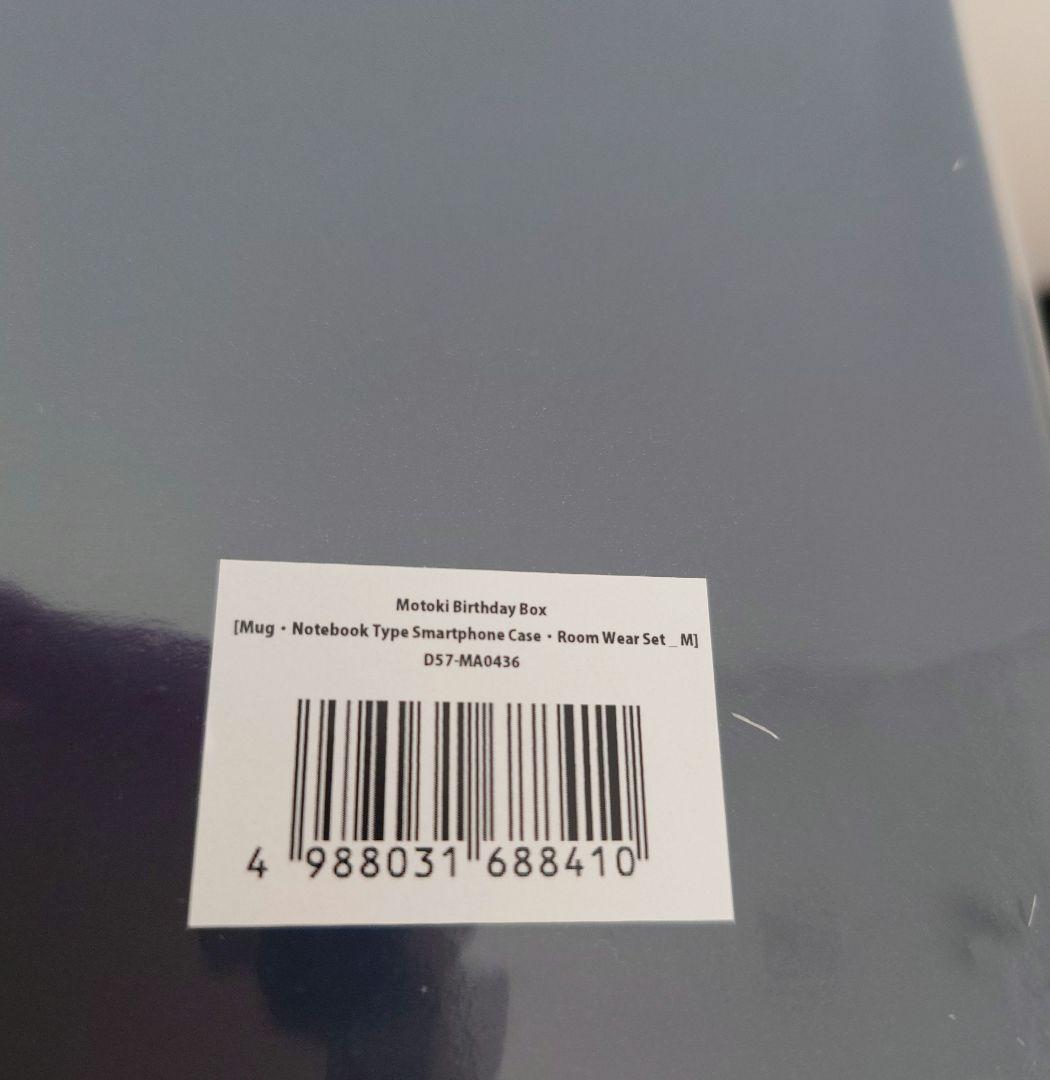 Motoki Birthday Box
[Mug・Notebook Type Smartphone Case・Room Wear Set _ M]
D57-MA0436
4 988031 688410